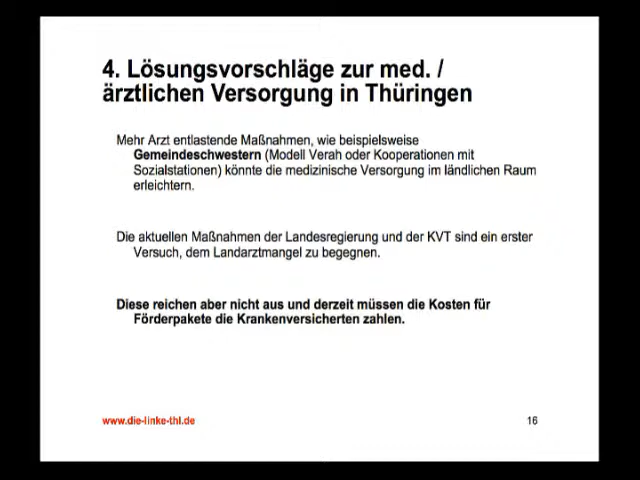 4. Lösungsvorschläge zur med. /
ärztlichen Versorgung in Thüringen
Mehr Arzt entlastende Maßnahmen, wie beispielsweise
Gemeindeschwestern (Modell Verah oder Kooperationen mit
Sozialstationen) könnte die medizinische Versorgung im ländlichen Raum
erleichtern.
Die aktuellen Maßnahmen der Landesregierung und der KVT sind ein erster
Versuch, dem Landarztmangel zu begegnen.
Diese reichen aber nicht aus und derzeit müssen die Kosten für
Förderpakete die Krankenversicherten zahlen.
www.die-linke-thl.de
16